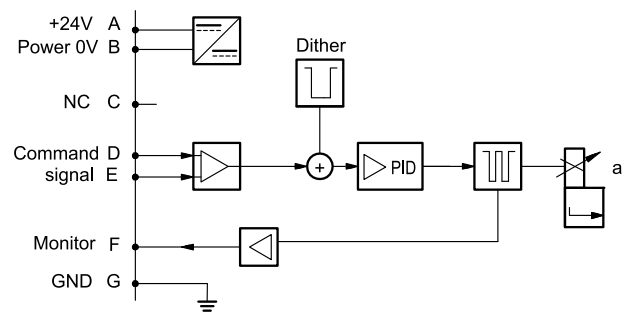 +24V A
Power 0V B
Dither
NC C
Command D
signal E
PID
a
Monitor F
GND G